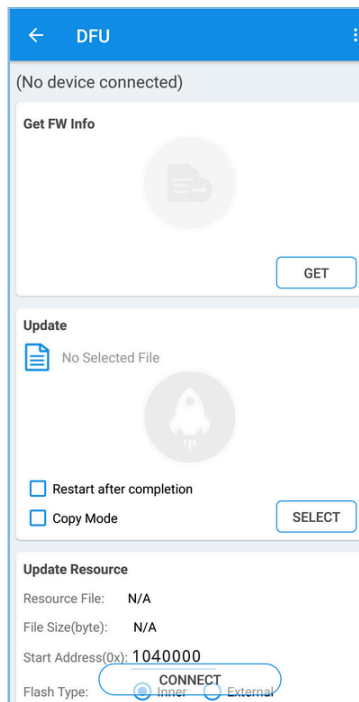 DFU
(No device connected)
Get FW Info
GET
Update
No Selected File
Restart after completion
Copy Mode
SELECT
Update Resource
Resource File: N/A
File Size(byte): N/A
Start Address(0x): 1040000
CONNECT
Flash Type: Inner External